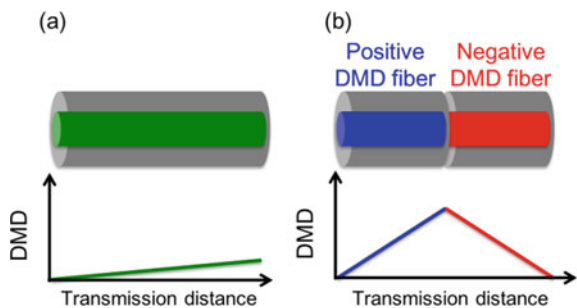 (a)
DMD
Transmission distance
(b)
Positive
DMD fiber
Negative
DMD fiber
DMD
Transmission distance